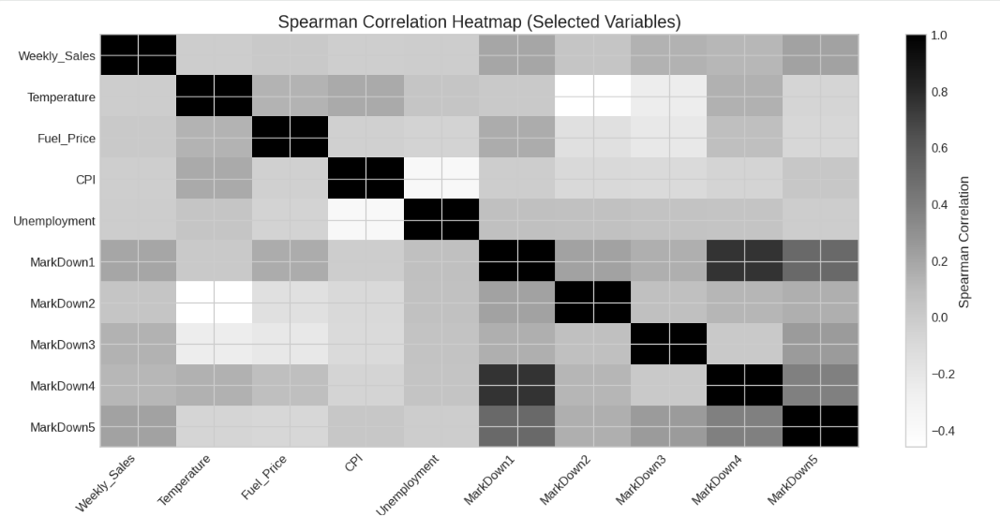 Spearman Correlation Heatmap (Selected Variables)
Weekly_Sales
Temperature
Fuel_Price
CPI
Unemployment
MarkDown1
MarkDown2
MarkDown3
MarkDown4
MarkDown5
Weekly_Sales
Temperature
Fuel_Price
CPI
Unemployment
MarkDown1
MarkDown2
MarkDown3
MarkDown4
MarkDown5
1.0
0.8
0.6
0.4
0.2
0.0
−0.2
−0.4
Spearman Correlation